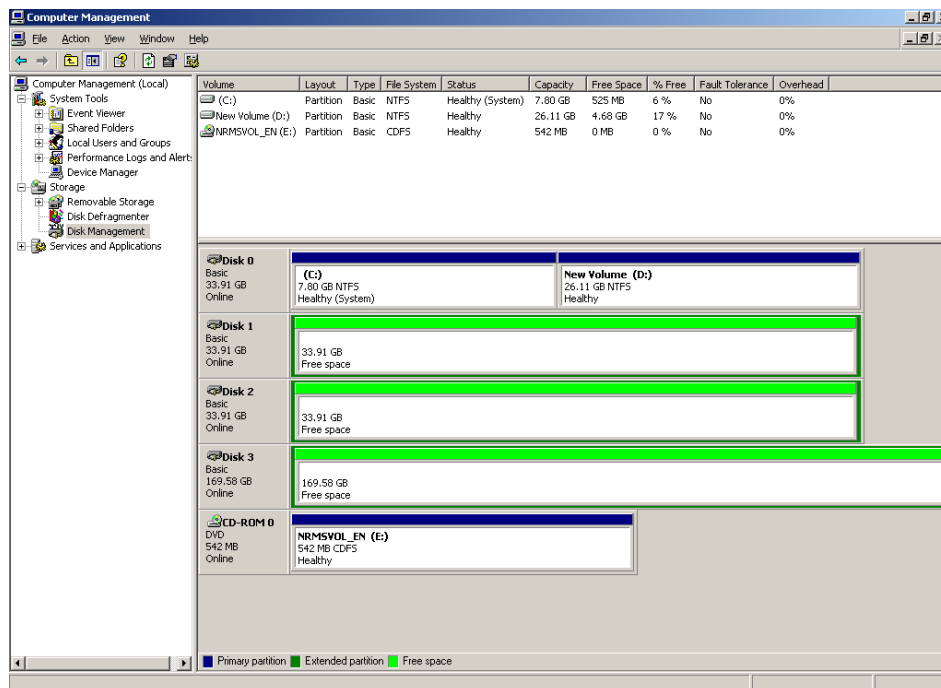 Computer Management
File Action View Window Help
Computer Management (Local)
System Tools
Event Viewer
Shared Folders
Local Users and Groups
Performance Logs and Alert
Device Manager
Storage
Removable Storage
Disk Defragmenter
Disk Management
Services and Applications
Volume Layout Type File System Status Capacity Free Space % Free Fault Tolerance Overhead
(C:) Partition Basic NTFS Healthy (System) 7.80 GB 525 MB 6 % No 0%
New Volume (D:) Partition Basic NTFS Healthy 26.11 GB 4.68 GB 17 % No 0%
NRMSVOL_EN (E:) Partition Basic CDFS Healthy 542 MB 0 MB 0 % No 0%
Disk 0
Basic
33.91 GB
Online
(C:)
7.80 GB NTFS
Healthy (System)
New Volume (D:)
26.11 GB NTFS
Healthy
Disk 1
Basic
33.91 GB
Online
33.91 GB
Free space
Disk 2
Basic
33.91 GB
Online
33.91 GB
Free space
Disk 3
Basic
169.58 GB
Online
169.58 GB
Free space
CD-ROM 0
DVD
542 MB
Online
NRMSVOL_EN (E:)
542 MB CDFS
Healthy
Primary partition Extended partition Free space